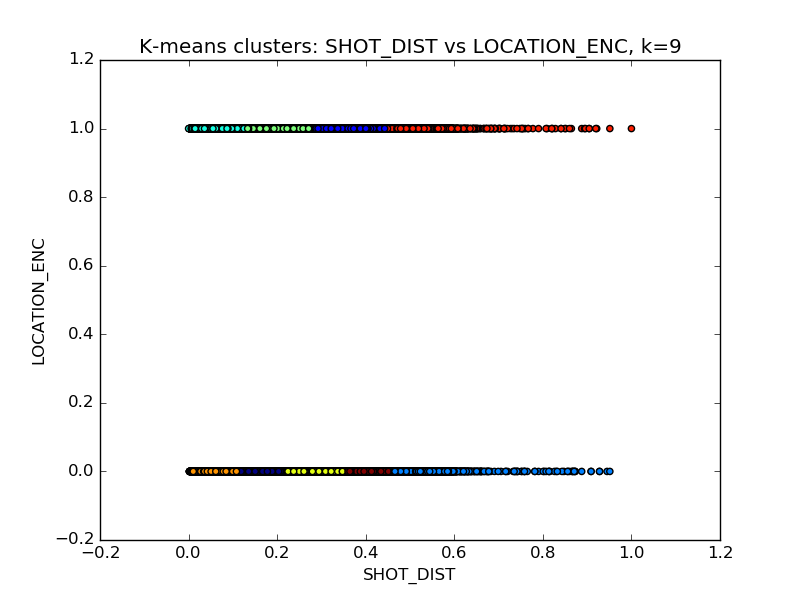 K-means clusters: SHOT_DIST vs LOCATION_ENC, k=9
1.2
1.0
0.8
0.6
0.4
0.2
0.0
−0.2
LOCATION_ENC
−0.2 0.0 0.2 0.4 0.6 0.8 1.0 1.2
SHOT_DIST